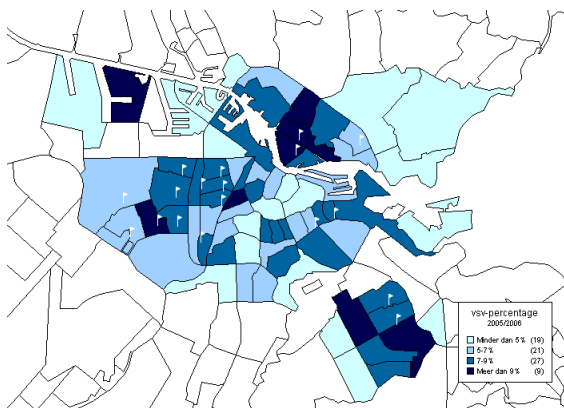 vsv-percentage
2005/2006
Minder dan 5% (19)
5-7% (21)
7-9% (27)
Meer dan 9% (9)